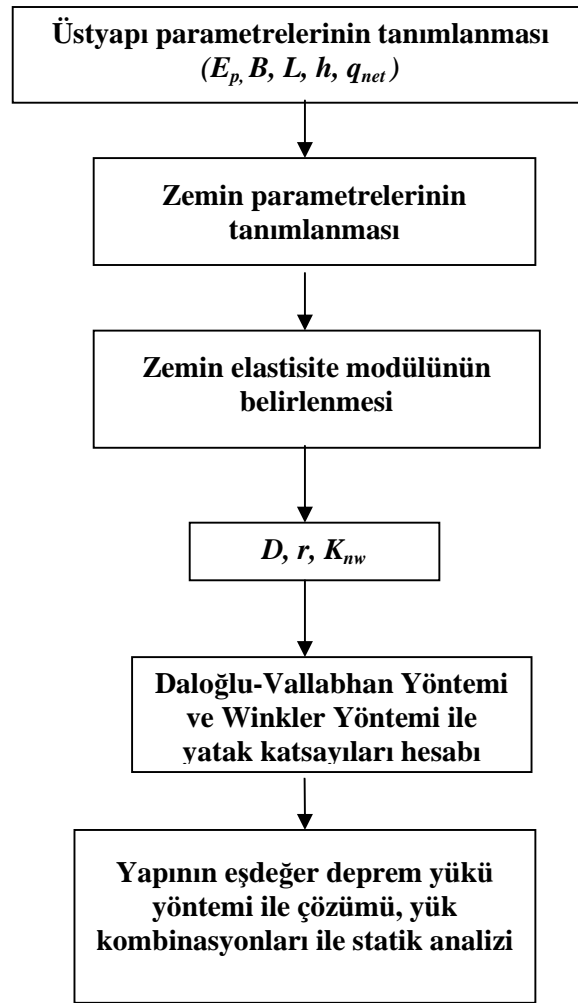 Üstyapı parametrelerinin tanımlanması
(Ep, B, L, h, qnet )
Zemin parametrelerinin
tanımlanması
Zemin elastisite modülünün
belirlenmesi
D, r, Knw
Daloğlu-Vallabhan Yöntemi
ve Winkler Yöntemi ile
yatak katsayıları hesabı
Yapının eşdeğer deprem yükü
yöntemi ile çözümü, yük
kombinasyonları ile statik analizi